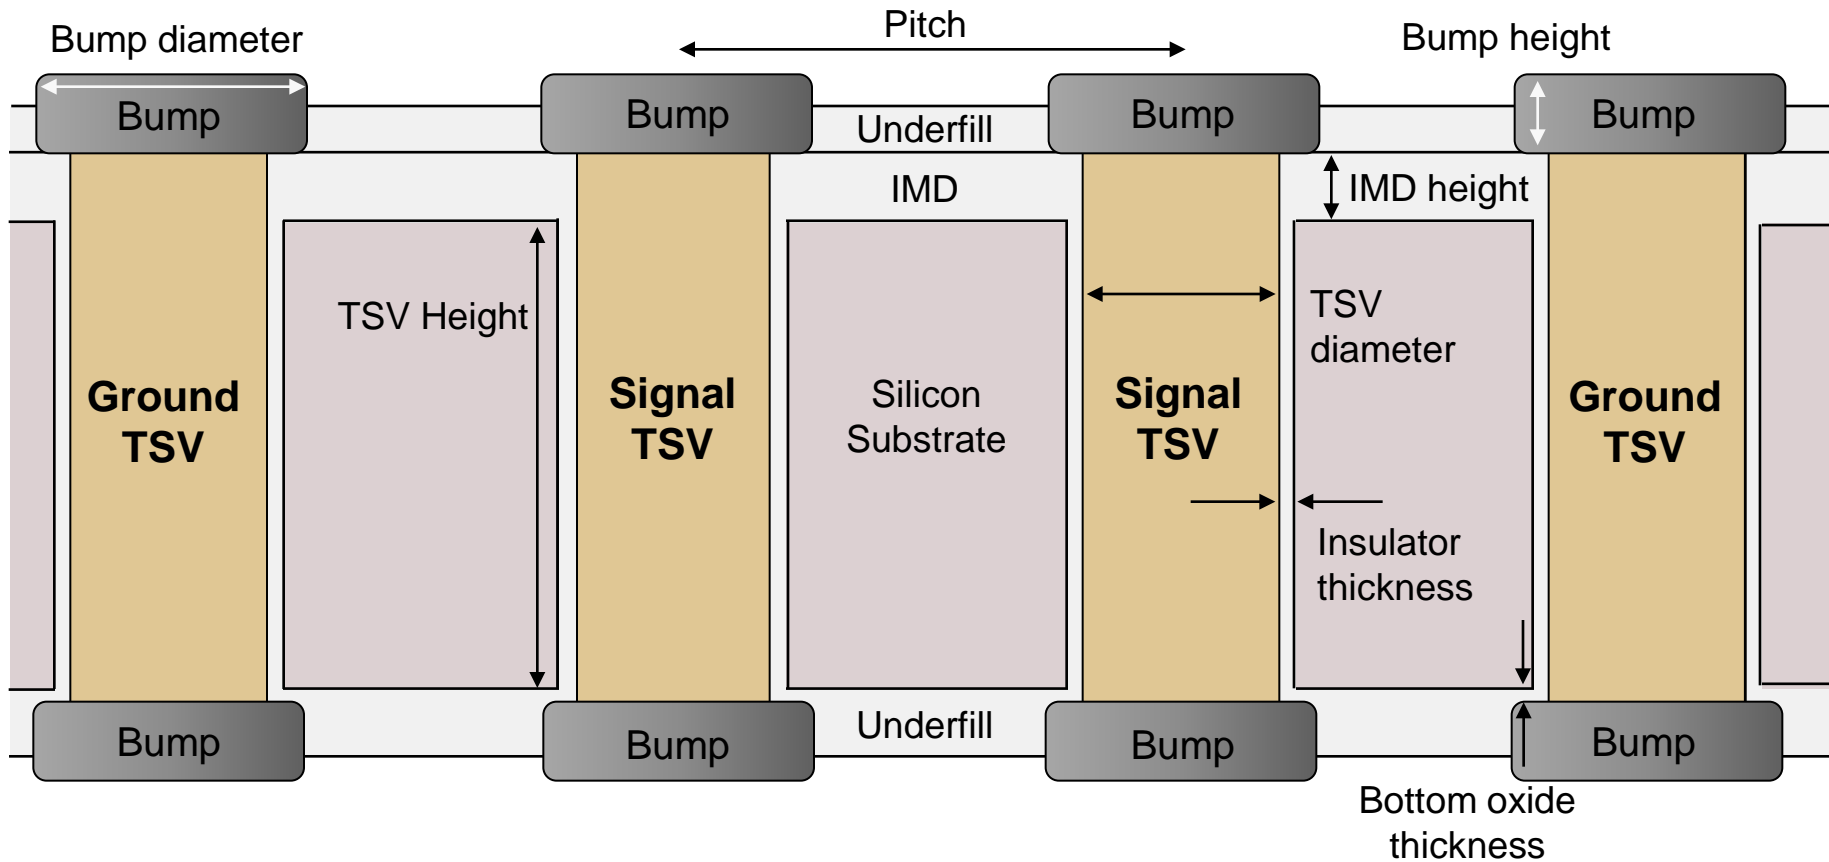 Pitch
Bump diameter
Bump height
Bump
Bump
Bump
Bump
Underfill
IMD
IMD height
TSV Height
TSV
diameter
Ground
TSV
Signal
TSV
Silicon
Substrate
Signal
TSV
Ground
TSV
Insulator
thickness
Underfill
Bump
Bump
Bump
Bump
Bottom oxide
thickness